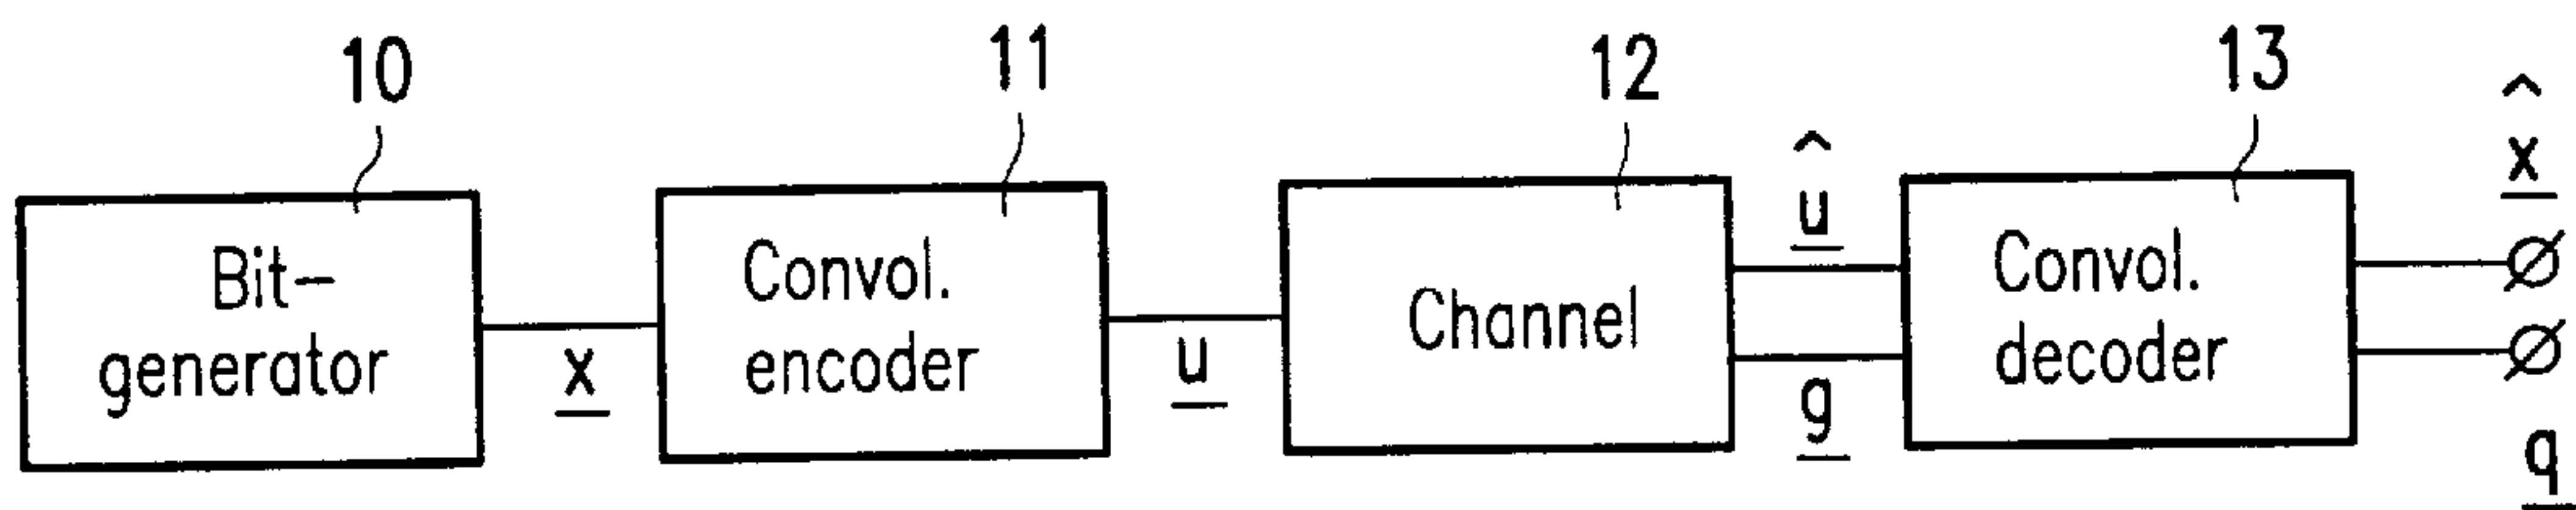 10
11
12
13
Bit-
generator
x
Convol.
encoder
u
Channel
û
g
Convol.
decoder
x̂
q